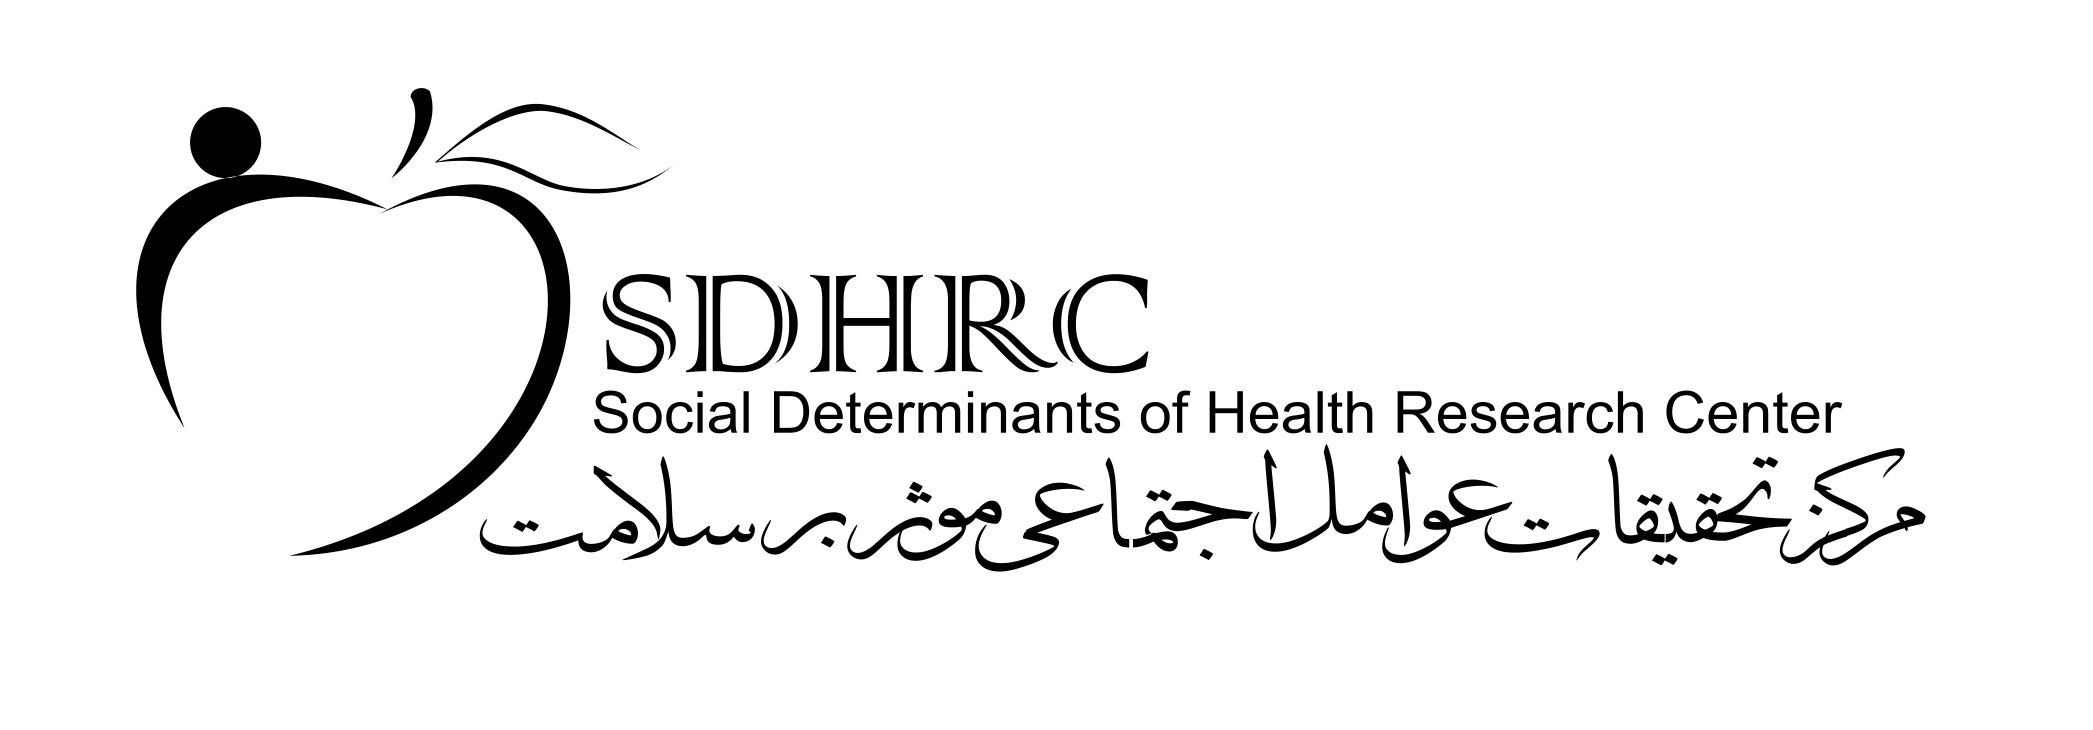 SDHRC
Social Determinants of Health Research Center
مرکز تحقیقات عوامل اجتماعی موثر بر سلامت